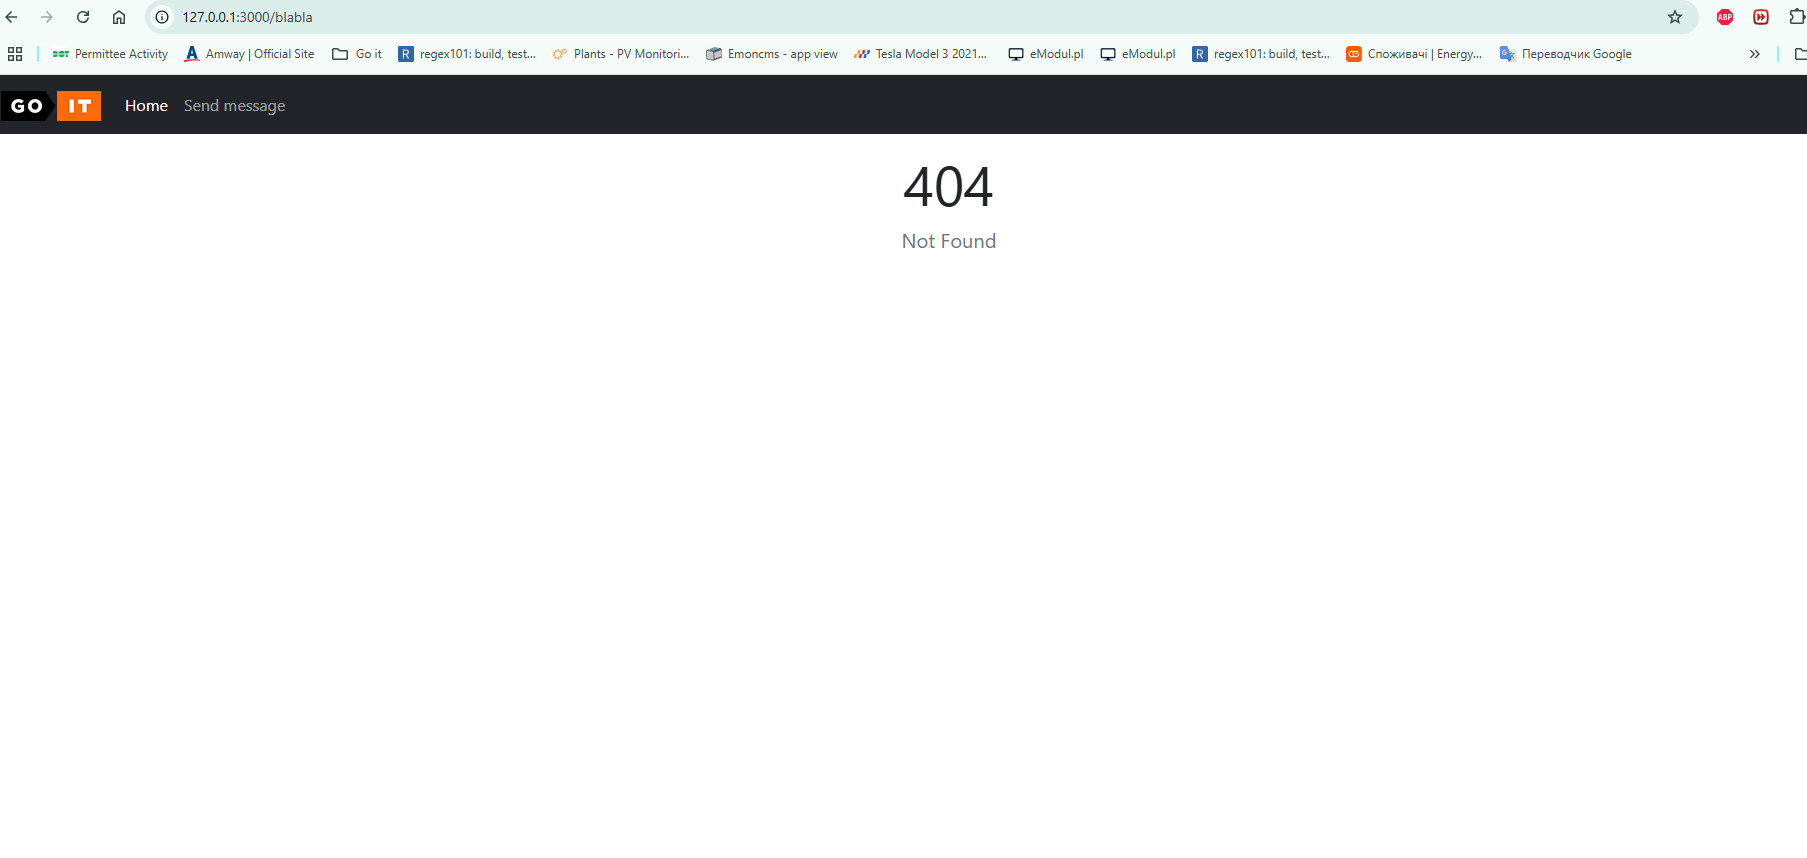 127.0.0.1:3000/blabla
ABP
Permittee Activity
Amway | Official Site
Go it
R regex101: build, test...
Plants - PV Monitori...
Emoncms - app view
Tesla Model 3 2021...
eModul.pl
eModul.pl
R regex101: build, test...
Споживачі | Energy...
Переводчик Google
GO IT
Home
Send message
404
Not Found